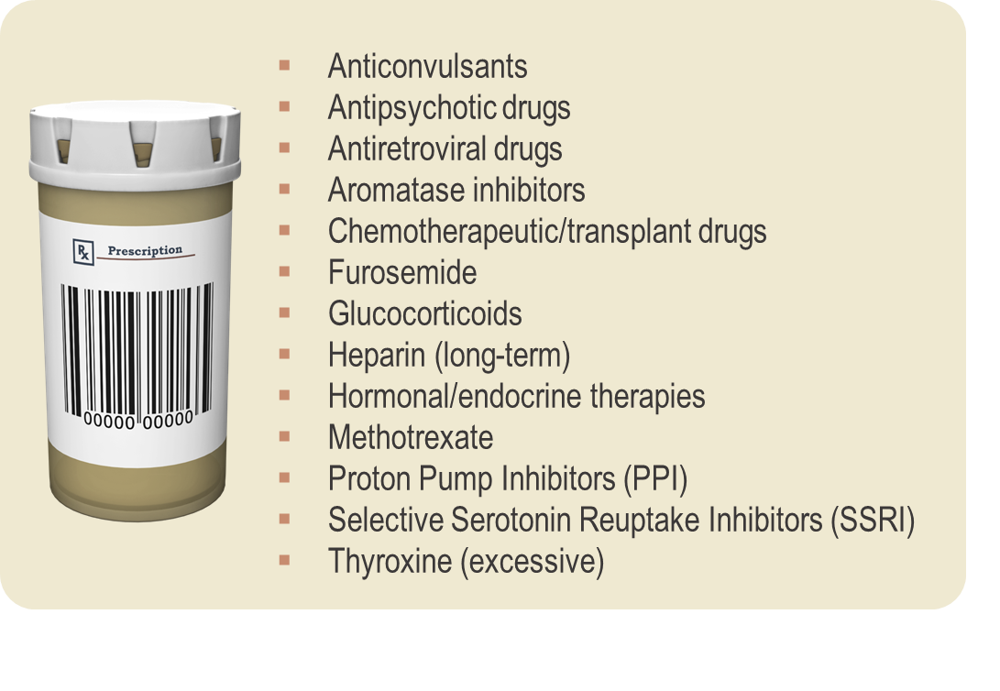 Anticonvulsants
Antipsychotic drugs
Antiretroviral drugs
Aromatase inhibitors
Chemotherapeutic/transplant drugs
Furosemide
Glucocorticoids
Heparin (long-term)
Hormonal/endocrine therapies
Methotrexate
Proton Pump Inhibitors (PPI)
Selective Serotonin Reuptake Inhibitors (SSRI)
Thyroxine (excessive)
Rx Prescription
00000 00000